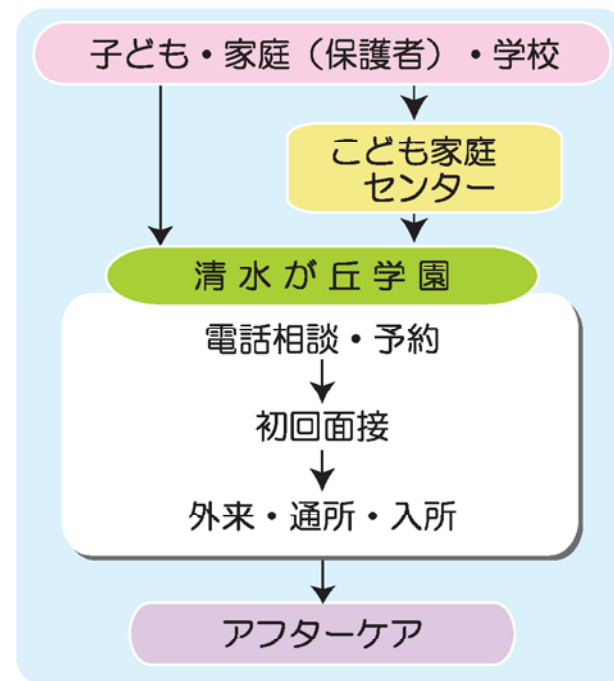 子ども・家庭（保護者）・学校
こども家庭
センター
清水が丘学園
電話相談・予約
初回面接
外来・通所・入所
アフターケア